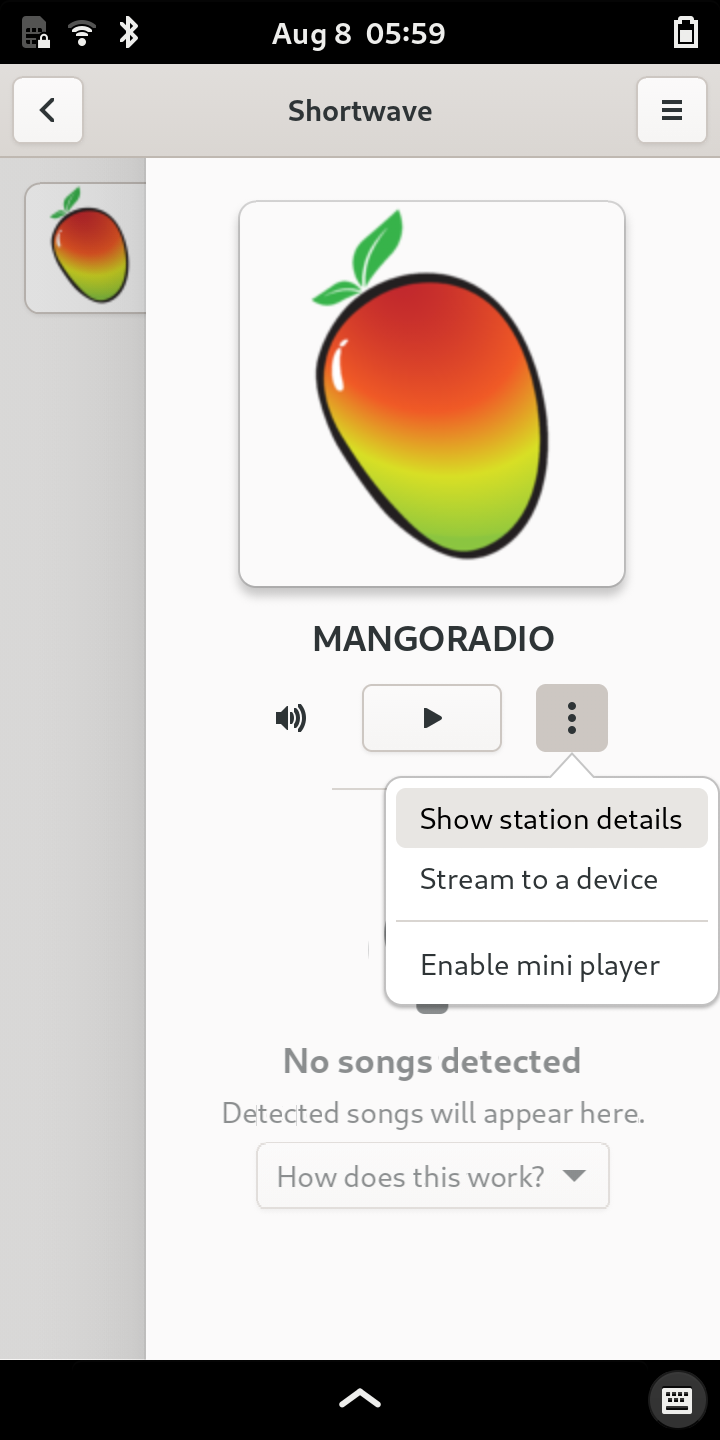 Aug 8 05:59
Shortwave
MANGORADIO
Show station details
Stream to a device
Enable mini player
No songs detected
Detected songs will appear here.
How does this work?